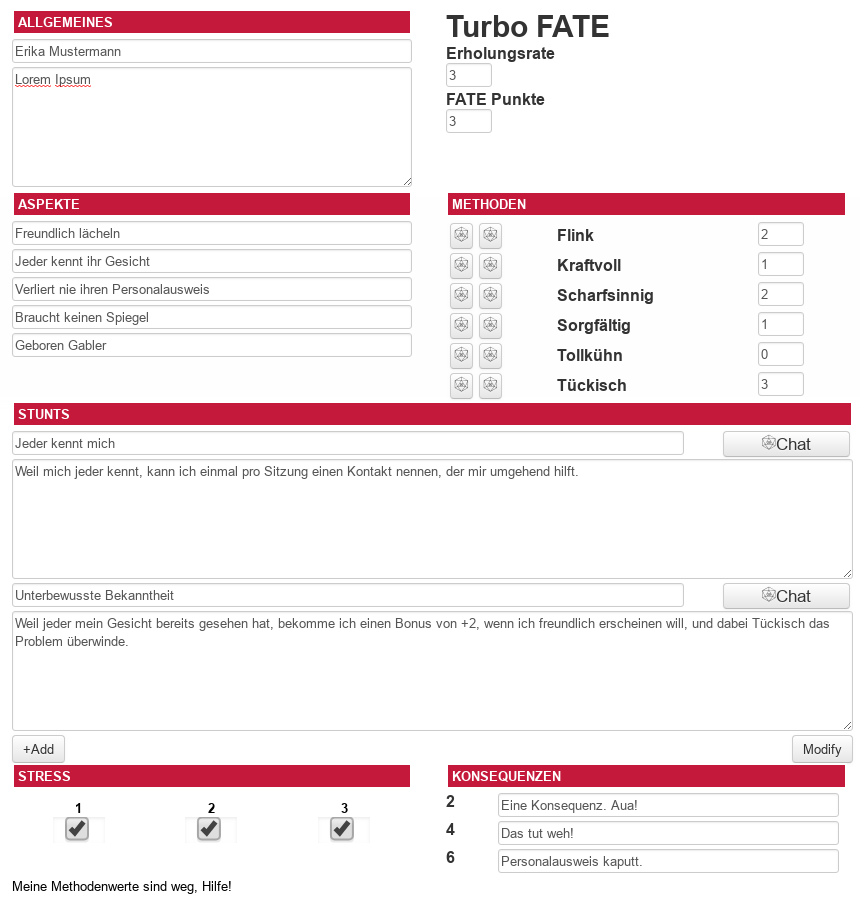 ALLGEMEINES
Erika Mustermann
Lorem Ipsum
Turbo FATE
Erholungsrate
3
FATE Punkte
3
ASPEKTE
Freundlich lächeln
Jeder kennt ihr Gesicht
Verliert nie ihren Personalausweis
Braucht keinen Spiegel
Geboren Gabler
METHODEN
Flink 2
Kraftvoll 1
Scharfsinnig 2
Sorgfältig 1
Tollkühn 0
Tückisch 3
STUNTS
Jeder kennt mich
Chat
Weil mich jeder kennt, kann ich einmal pro Sitzung einen Kontakt nennen, der mir umgehend hilft.
Unterbewusste Bekanntheit
Chat
Weil jeder mein Gesicht bereits gesehen hat, bekomme ich einen Bonus von +2, wenn ich freundlich erscheinen will, und dabei Tückisch das
Problem überwinde.
+Add
Modify
STRESS
1 2 3
KONSEQUENZEN
2 Eine Konsequenz. Aua!
4 Das tut weh!
6 Personalausweis kaputt.
Meine Methodenwerte sind weg, Hilfe!